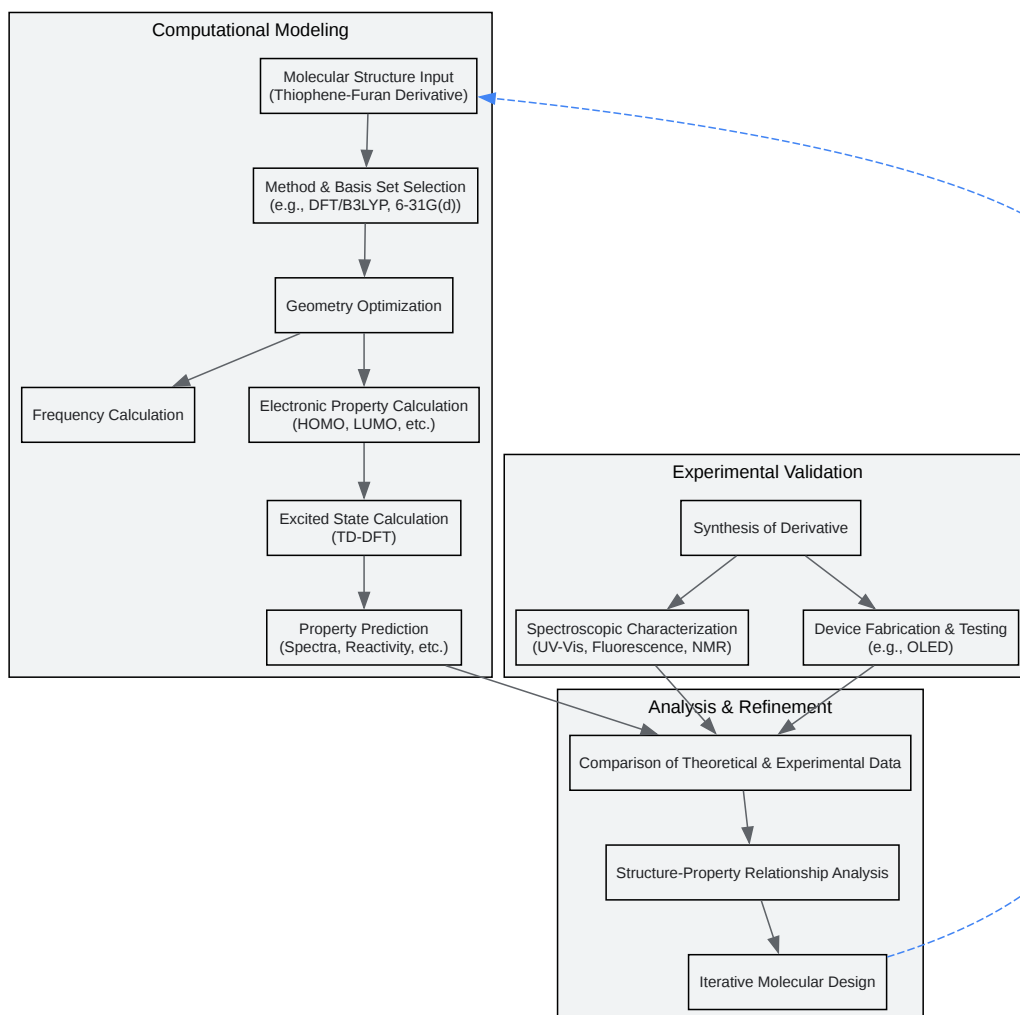 Computational Modeling
Molecular Structure Input
(Thiophene-Furan Derivative)
Method & Basis Set Selection
(e.g., DFT/B3LYP, 6-31G(d))
Geometry Optimization
Frequency Calculation
Electronic Property Calculation
(HOMO, LUMO, etc.)
Excited State Calculation
(TD-DFT)
Property Prediction
(Spectra, Reactivity, etc.)
Experimental Validation
Synthesis of Derivative
Spectroscopic Characterization
(UV-Vis, Fluorescence, NMR)
Device Fabrication & Testing
(e.g., OLED)
Analysis & Refinement
Comparison of Theoretical & Experimental Data
Structure-Property Relationship Analysis
Iterative Molecular Design